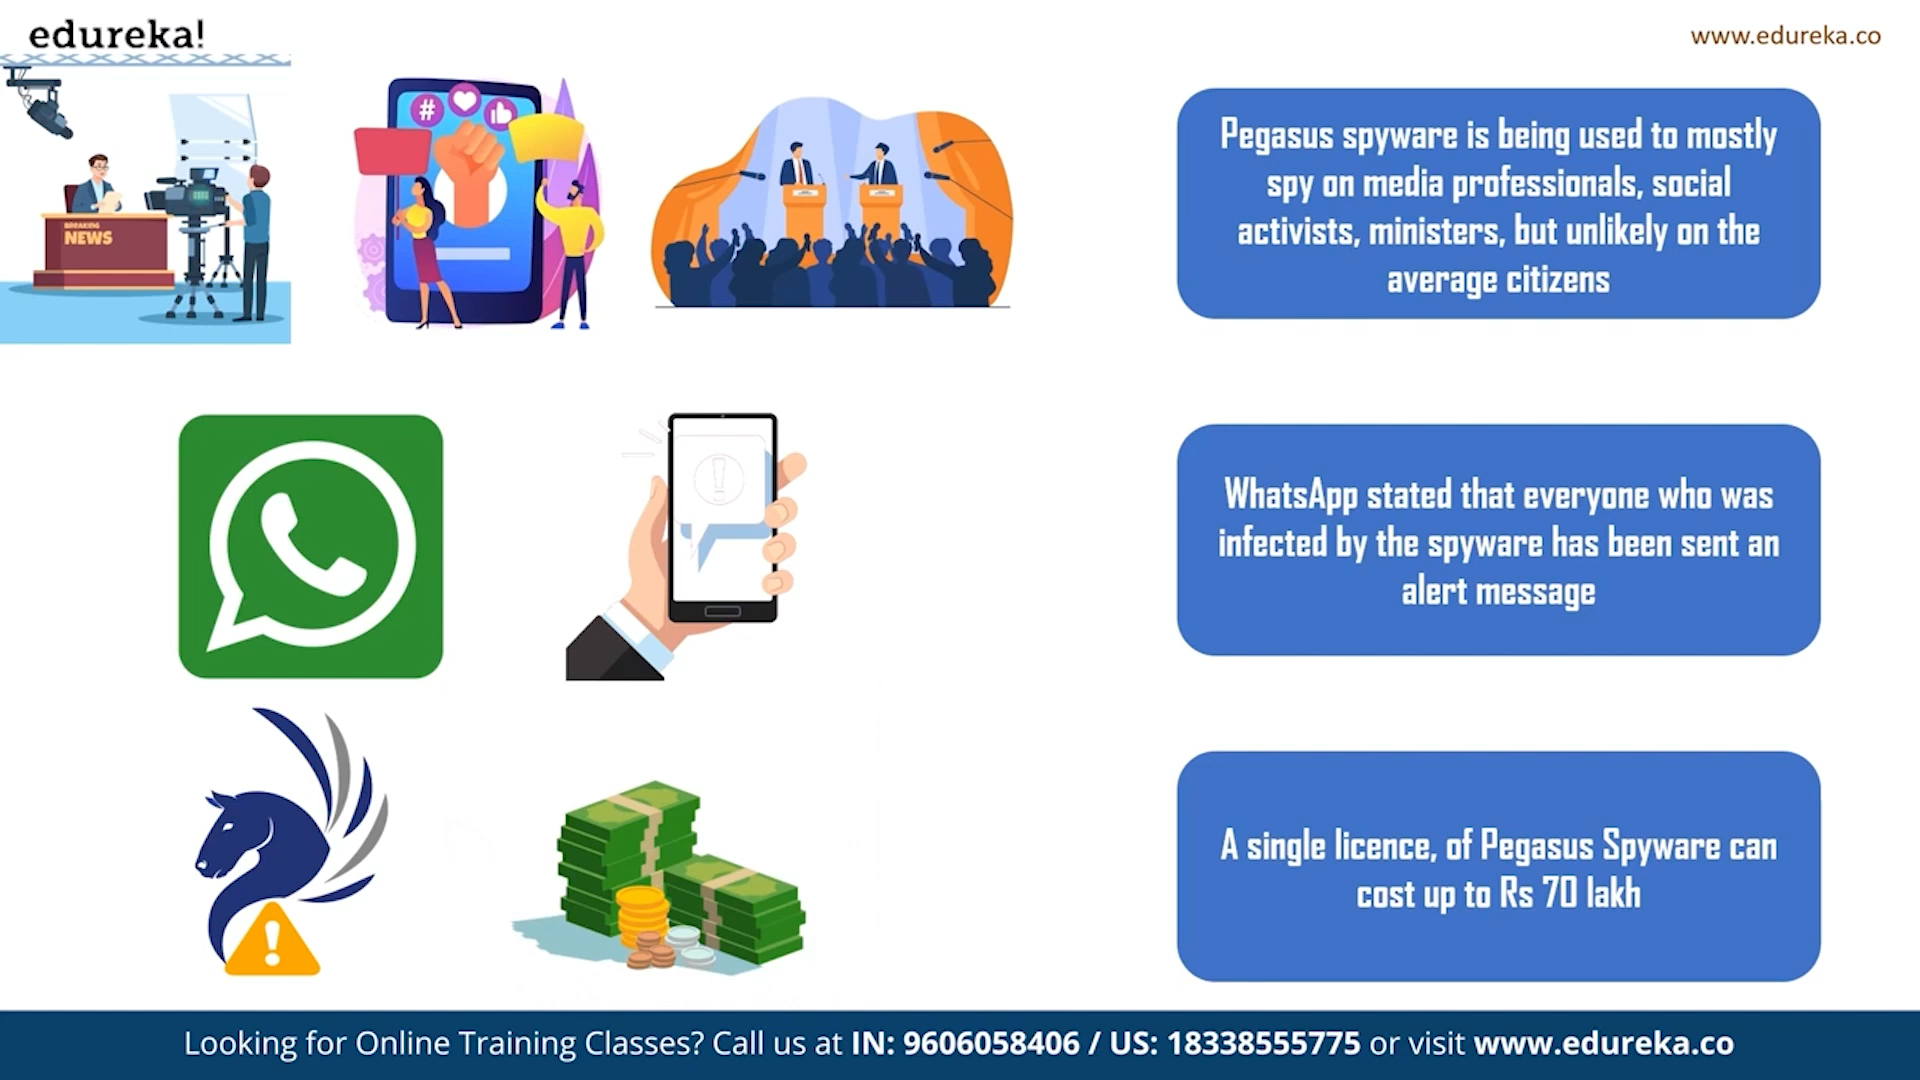 edureka!
www.edureka.co
BREAKING
NEWS
#
Pegasus spyware is being used to mostly
spy on media professionals, social
activists, ministers, but unlikely on the
average citizens
WhatsApp stated that everyone who was
infected by the spyware has been sent an
alert message
A single licence, of Pegasus Spyware can
cost up to Rs 70 lakh
Looking for Online Training Classes? Call us at IN: 9606058406 / US: 18338555775 or visit www.edureka.co